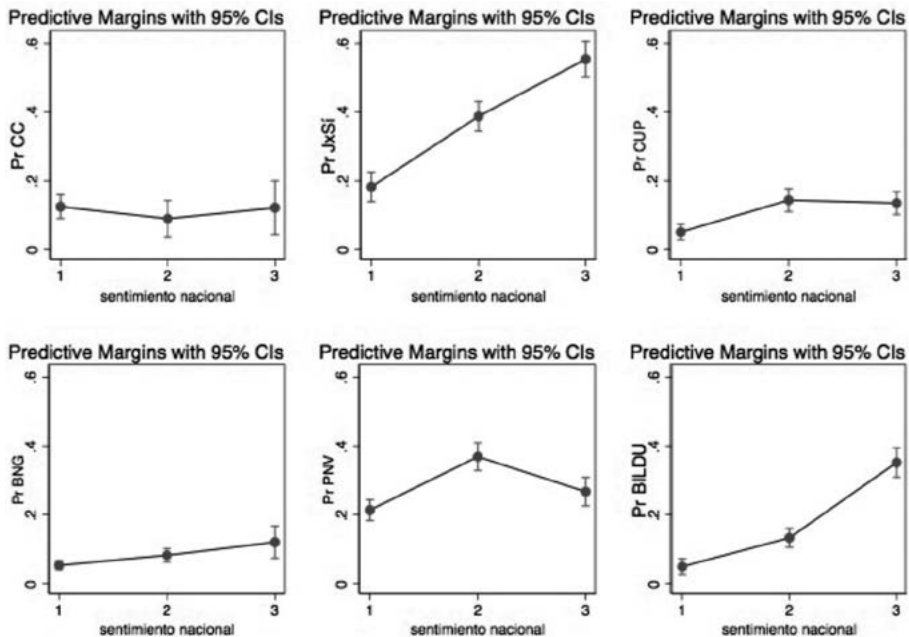 Predictive Margins with 95% CIs
Pr CC
.6
.4
.2
0
1 2 3
sentimiento nacional
Predictive Margins with 95% CIs
Pr JxSí
.6
.4
.2
0
1 2 3
sentimiento nacional
Predictive Margins with 95% CIs
Pr CUP
.6
.4
.2
0
1 2 3
sentimiento nacional
Predictive Margins with 95% CIs
Pr BNG
.6
.4
.2
0
1 2 3
sentimiento nacional
Predictive Margins with 95% CIs
Pr PNV
.6
.4
.2
0
1 2 3
sentimiento nacional
Predictive Margins with 95% CIs
Pr BILDU
.6
.4
.2
0
1 2 3
sentimiento nacional